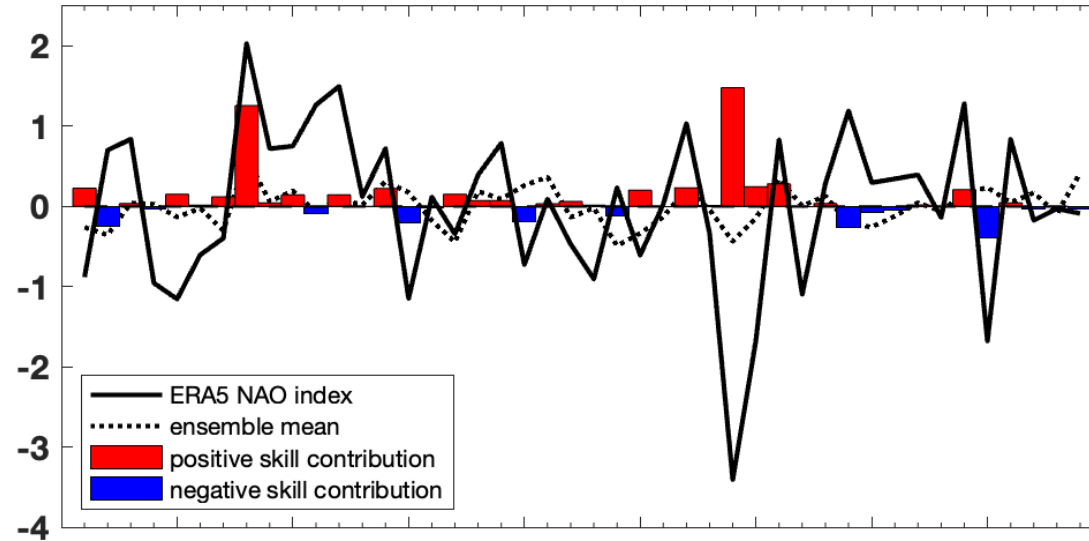 2
1
0
-1
-2
-3
-4
ERA5 NAO index
ensemble mean
positive skill contribution
negative skill contribution